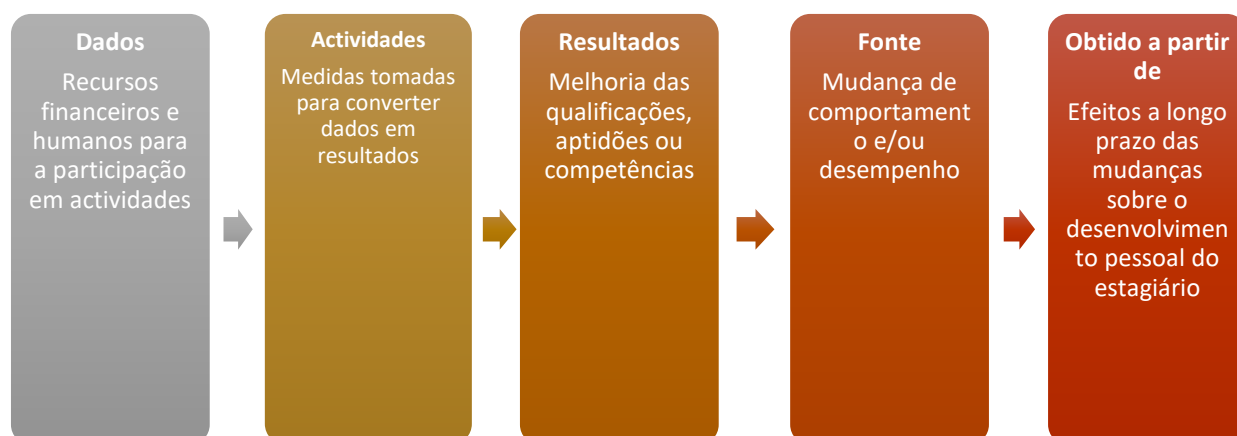 Dados
Recursos
financeiros e
humanos para
a participação
em actividades
Actividades
Medidas tomadas
para converter
dados em
resultados
Resultados
Melhoria das
qualificações,
aptidões ou
competências
Fonte
Mudança de
comportament
o e/ou
desempenho
Obtido a partir
de
Efeitos a longo
prazo das
mudanças
sobre o
desenvolvimen
to pessoal do
estagiário